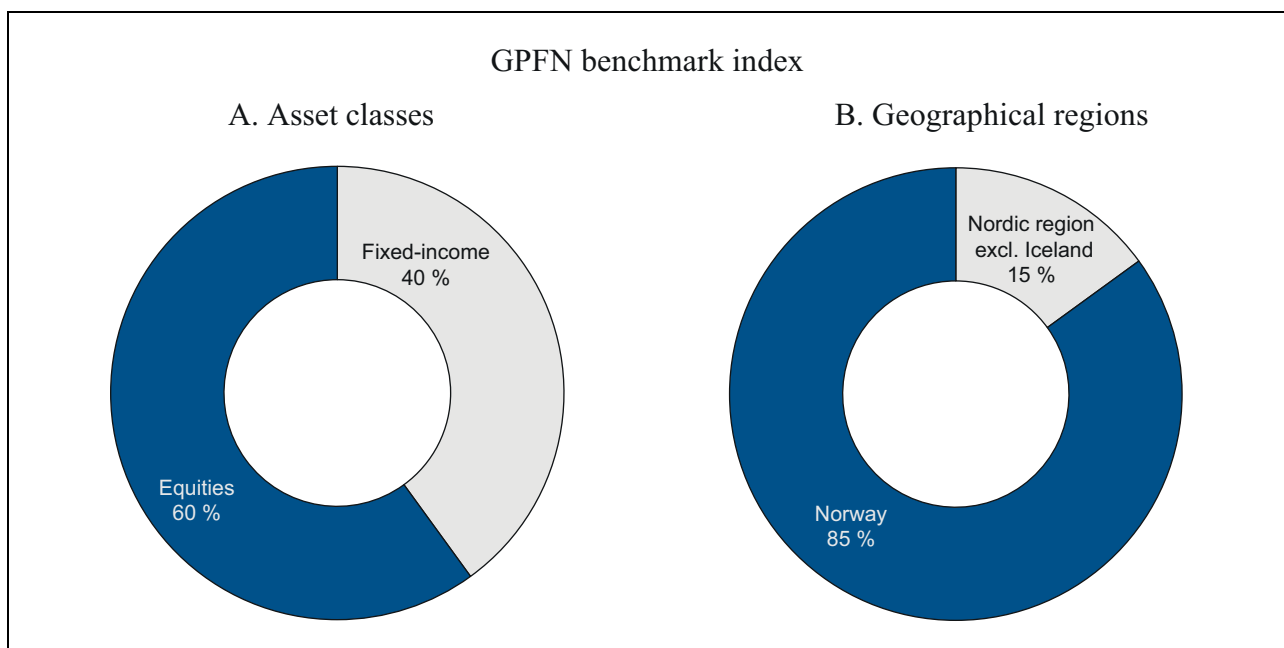 GPFN benchmark index
A. Asset classes
B. Geographical regions
Fixed-income
40 %
Equities
60 %
Nordic region
excl. Iceland
15 %
Norway
85 %